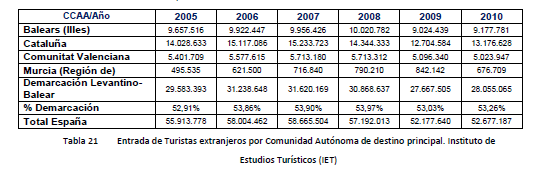 CCAA/Año 2005 2006 2007 2008 2009 2010
Balears (Illes) 9.657.516 9.922.447 9.956.426 10.020.782 9.024.439 9.177.781
Cataluña 14.028.633 15.117.086 15.233.723 14.344.333 12.704.584 13.176.628
Comunitat Valenciana 5.401.709 5.577.615 5.713.180 5.713.312 5.096.340 5.023.947
Murcia (Región de) 495.535 621.500 716.840 790.210 842.142 676.709
Demarcación Levantino-
Balear 29.583.393 31.238.648 31.620.169 30.868.637 27.667.505 28.055.065
% Demarcación 52,91% 53,86% 53,90% 53,97% 53,03% 53,26%
Total España 55.913.778 58.004.462 58.665.504 57.192.013 52.177.640 52.677.187
Tabla 21 Entrada de Turistas extranjeros por Comunidad Autónoma de destino principal. Instituto de
Estudios Turísticos (IET)